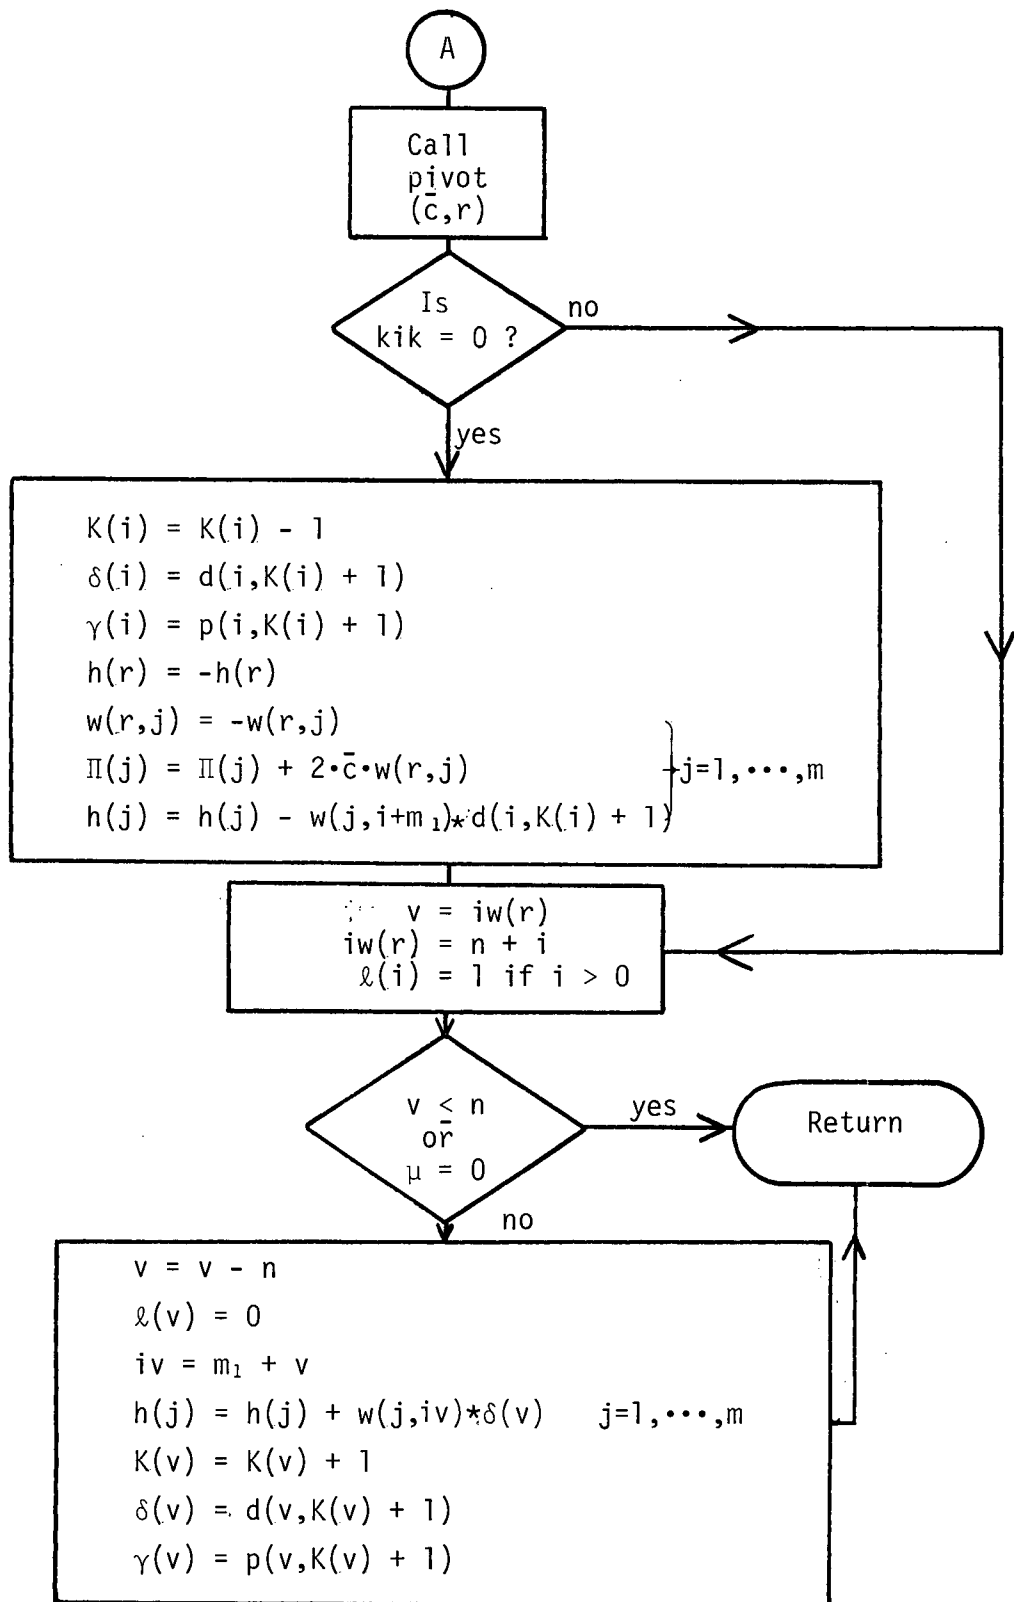 A
Call
pivot
(c̄,r)
Is
kik = 0 ?
no
yes
K(i) = K(i) - 1
δ(i) = d(i,K(i) + 1)
γ(i) = p(i,K(i) + 1)
h(r) = -h(r)
w(r,j) = -w(r,j)
Π(j) = Π(j) + 2·c̄·w(r,j)
j=1,···,m
h(j) = h(j) - w(j,i+m₁)*d(i,K(i) + 1)
v = iw(r)
iw(r) = n + i
ℓ(i) = 1 if i > 0
v < n
or
μ = 0
yes
Return
no
v = v - n
ℓ(v) = 0
iv = m₁ + v
h(j) = h(j) + w(j,iv)*δ(v) j=1,···,m
K(v) = K(v) + 1
δ(v) = d(v,K(v) + 1)
γ(v) = p(v,K(v) + 1)